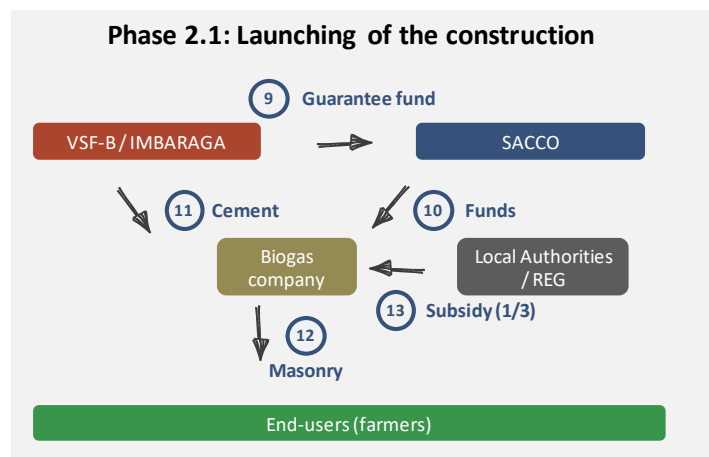 Phase 2.1: Launching of the construction
9 Guarantee fund
VSF-B / IMBARAGA
SACCO
11 Cement
10 Funds
Biogas
company
Local Authorities
/ REG
13 Subsidy (1/3)
12
Masonry
End-users (farmers)